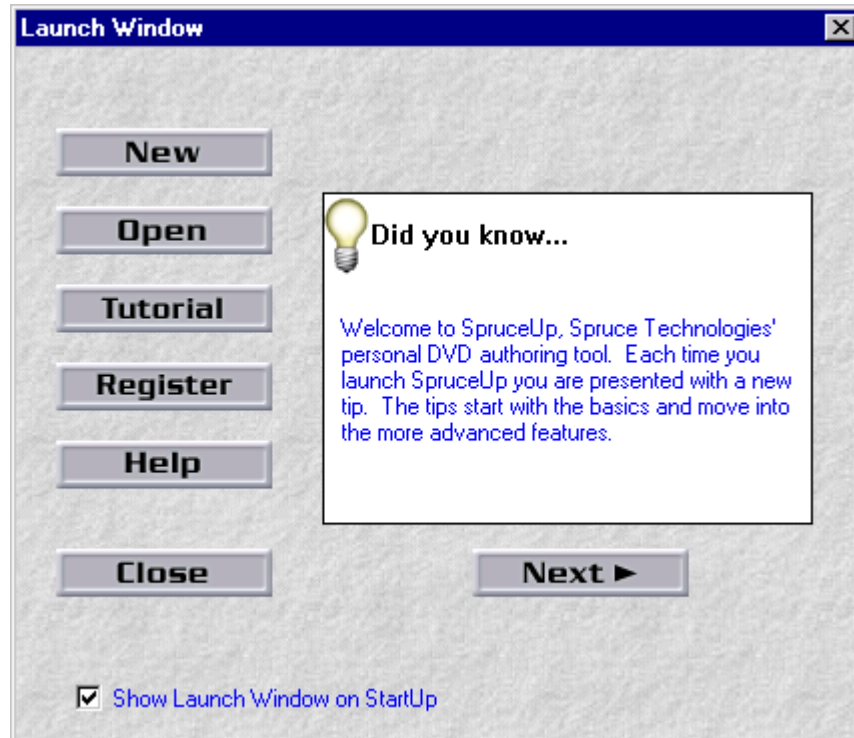 Launch Window
New
Open
Tutorial
Register
Help
Close
Did you know...
Welcome to SpruceUp, Spruce Technologies'
personal DVD authoring tool.  Each time you
launch SpruceUp you are presented with a new
tip.  The tips start with the basics and move into
the more advanced features.
Next ►
Show Launch Window on StartUp